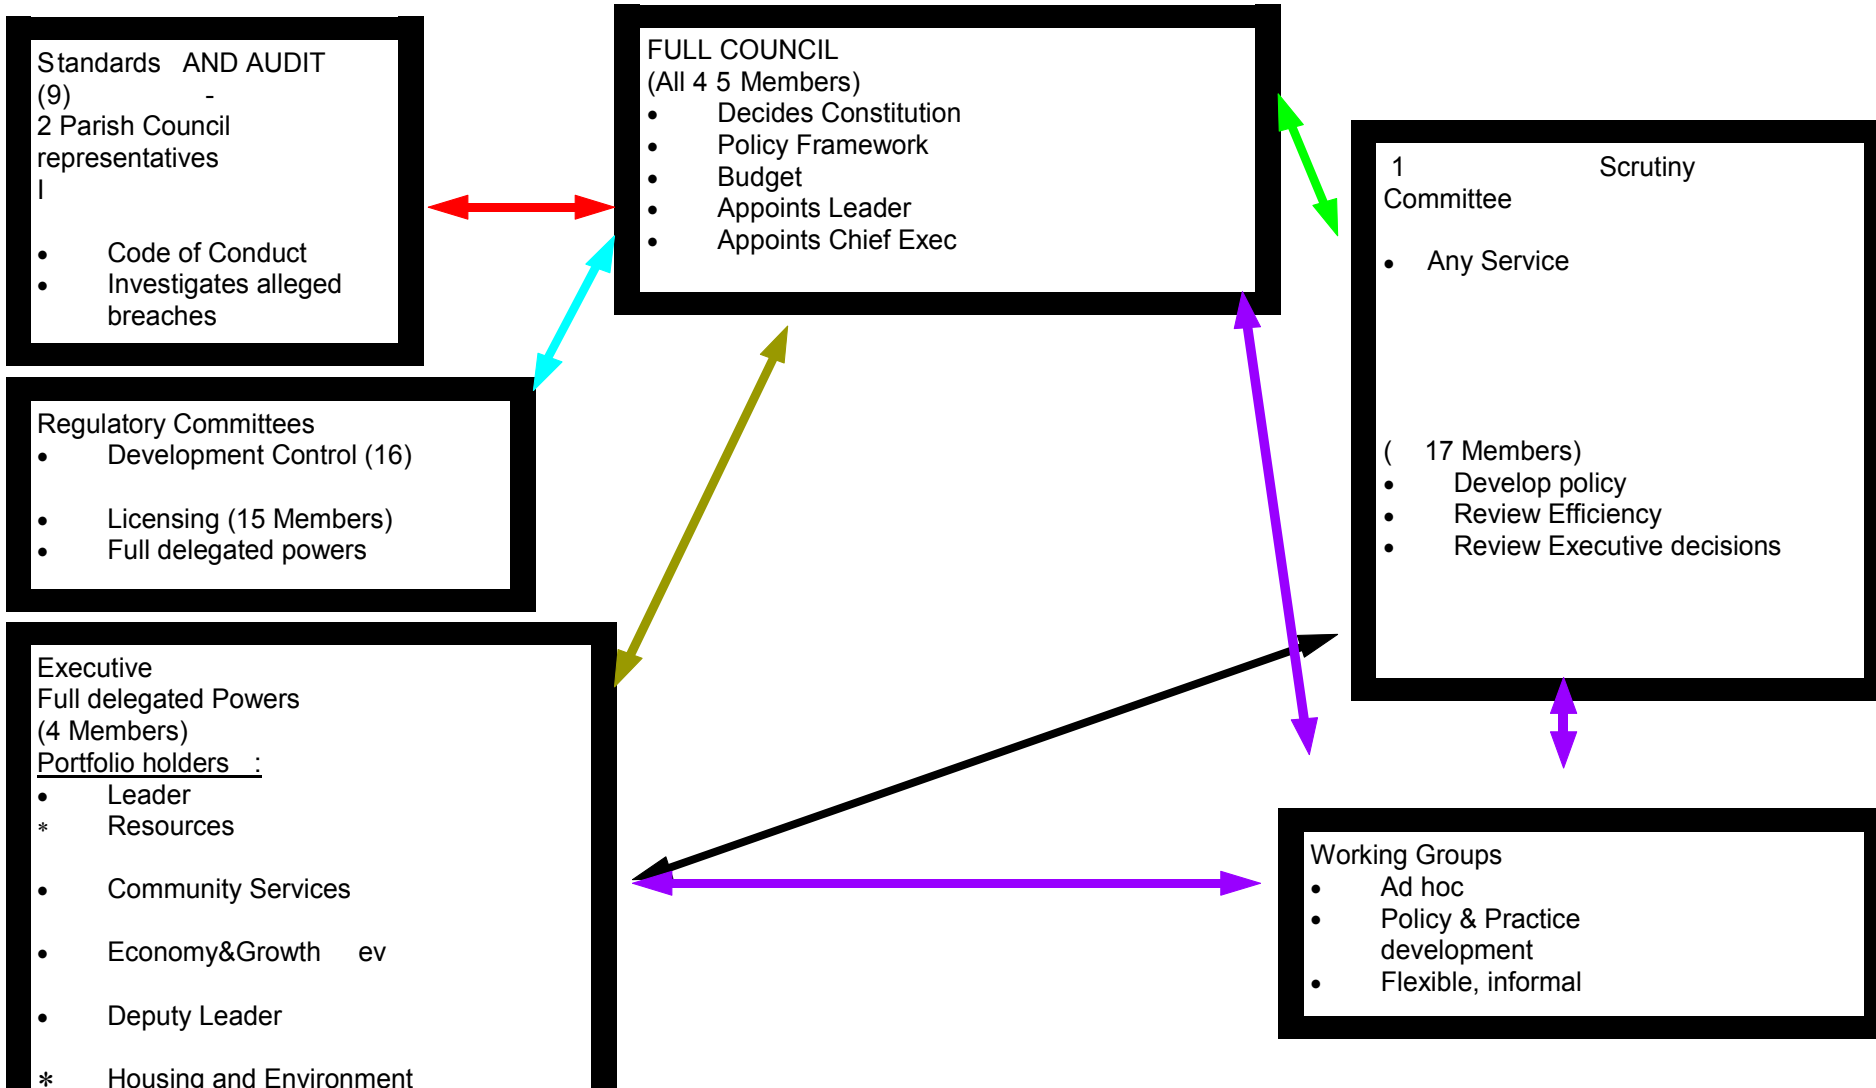 Standards AND AUDIT
(9) -
2 Parish Council
representatives
I
• Code of Conduct
• Investigates alleged
breaches
FULL COUNCIL
(All 4 5 Members)
• Decides Constitution
• Policy Framework
• Budget
• Appoints Leader
• Appoints Chief Exec
1 Scrutiny
Committee
• Any Service
( 17 Members)
• Develop policy
• Review Efficiency
• Review Executive decisions
Regulatory Committees
• Development Control (16)
• Licensing (15 Members)
• Full delegated powers
Executive
Full delegated Powers
(4 Members)
Portfolio holders :
• Leader
* Resources
• Community Services
• Economy&Growth ev
• Deputy Leader
* Housing and Environment
Working Groups
• Ad hoc
• Policy & Practice
development
• Flexible, informal